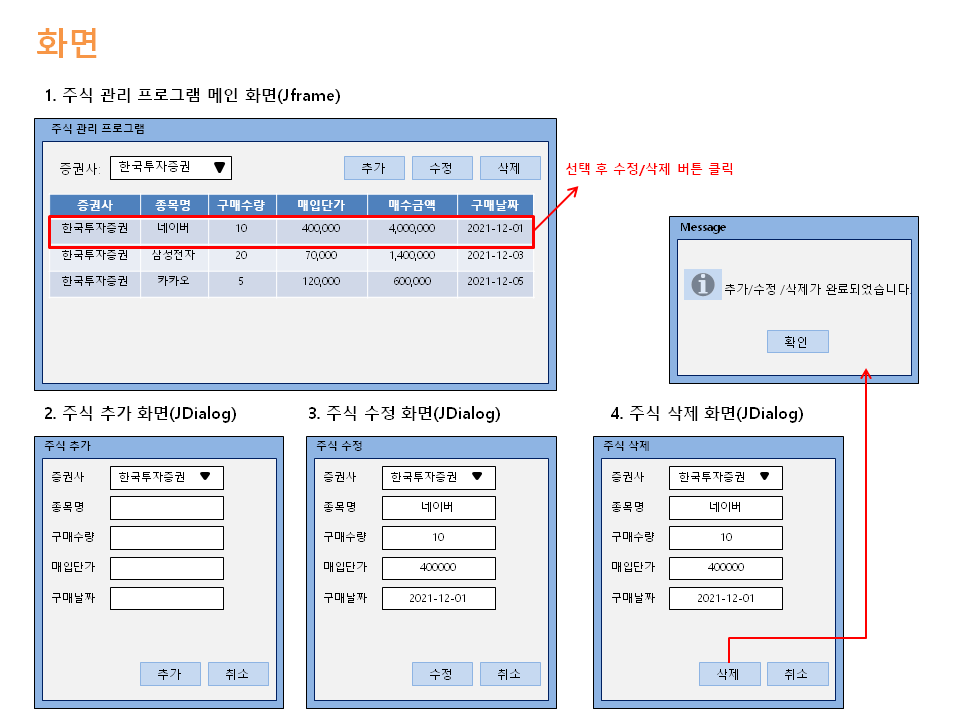 화면
1. 주식 관리 프로그램 메인 화면(Jframe)
주식 관리 프로그램
증권사: 한국투자증권 ▼ 추가 수정 삭제
선택 후 수정/삭제 버튼 클릭
증권사 종목명 구매수량 매입단가 매수금액 구매날짜
한국투자증권 네이버 10 400,000 4,000,000 2021-12-01
한국투자증권 삼성전자 20 70,000 1,400,000 2021-12-03
한국투자증권 카카오 5 120,000 600,000 2021-12-05
Message
추가/수정 /삭제가 완료되었습니다.
확인
2. 주식 추가 화면(JDialog)
주식 추가
증권사 한국투자증권 ▼
종목명
구매수량
매입단가
구매날짜
추가 취소
3. 주식 수정 화면(JDialog)
주식 수정
증권사 한국투자증권 ▼
종목명 네이버
구매수량 10
매입단가 400000
구매날짜 2021-12-01
수정 취소
4. 주식 삭제 화면(JDialog)
주식 삭제
증권사 한국투자증권 ▼
종목명 네이버
구매수량 10
매입단가 400000
구매날짜 2021-12-01
삭제 취소